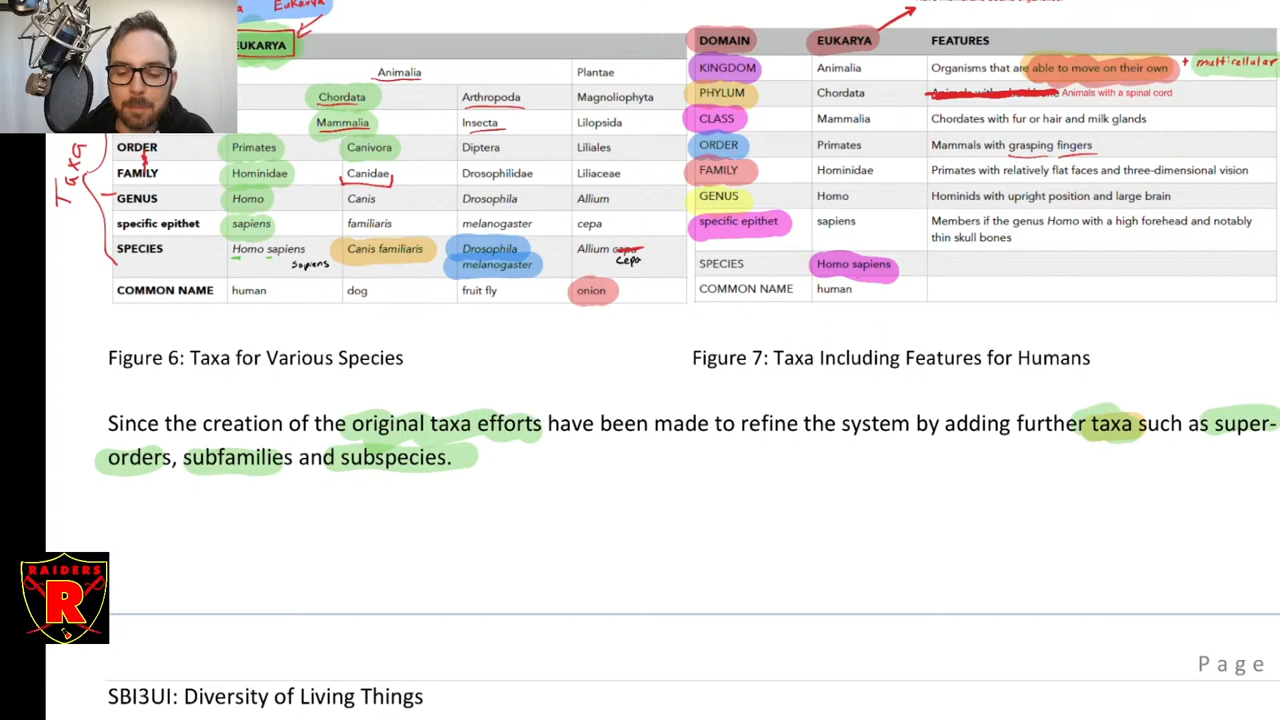 Eukarya
EUKARYA
Animalia Plantae
Chordata Arthropoda Magnoliophyta
Mammalia Insecta Lilopsida
ORDER Primates Canivora Diptera Liliales
FAMILY Hominidae Canidae Drosophilidae Liliaceae
GENUS Homo Canis Drosophila Allium
specific epithet sapiens familiaris melanogaster cepa
SPECIES Homo sapiens Canis familiaris Drosophila melanogaster Allium cepa
sapiens cepa
COMMON NAME human dog fruit fly onion
Taxa
DOMAIN EUKARYA FEATURES
KINGDOM Animalia Organisms that are able to move on their own + multicellular
PHYLUM Chordata Animals with a spinal cord
CLASS Mammalia Chordates with fur or hair and milk glands
ORDER Primates Mammals with grasping fingers
FAMILY Hominidae Primates with relatively flat faces and three-dimensional vision
GENUS Homo Hominids with upright position and large brain
specific epithet sapiens Members if the genus Homo with a high forehead and notably
thin skull bones
SPECIES Homo sapiens
COMMON NAME human
Figure 6: Taxa for Various Species
Figure 7: Taxa Including Features for Humans
Since the creation of the original taxa efforts have been made to refine the system by adding further taxa such as super-
orders, subfamilies and subspecies.
RAIDERS
R
Page
SBI3UI: Diversity of Living Things